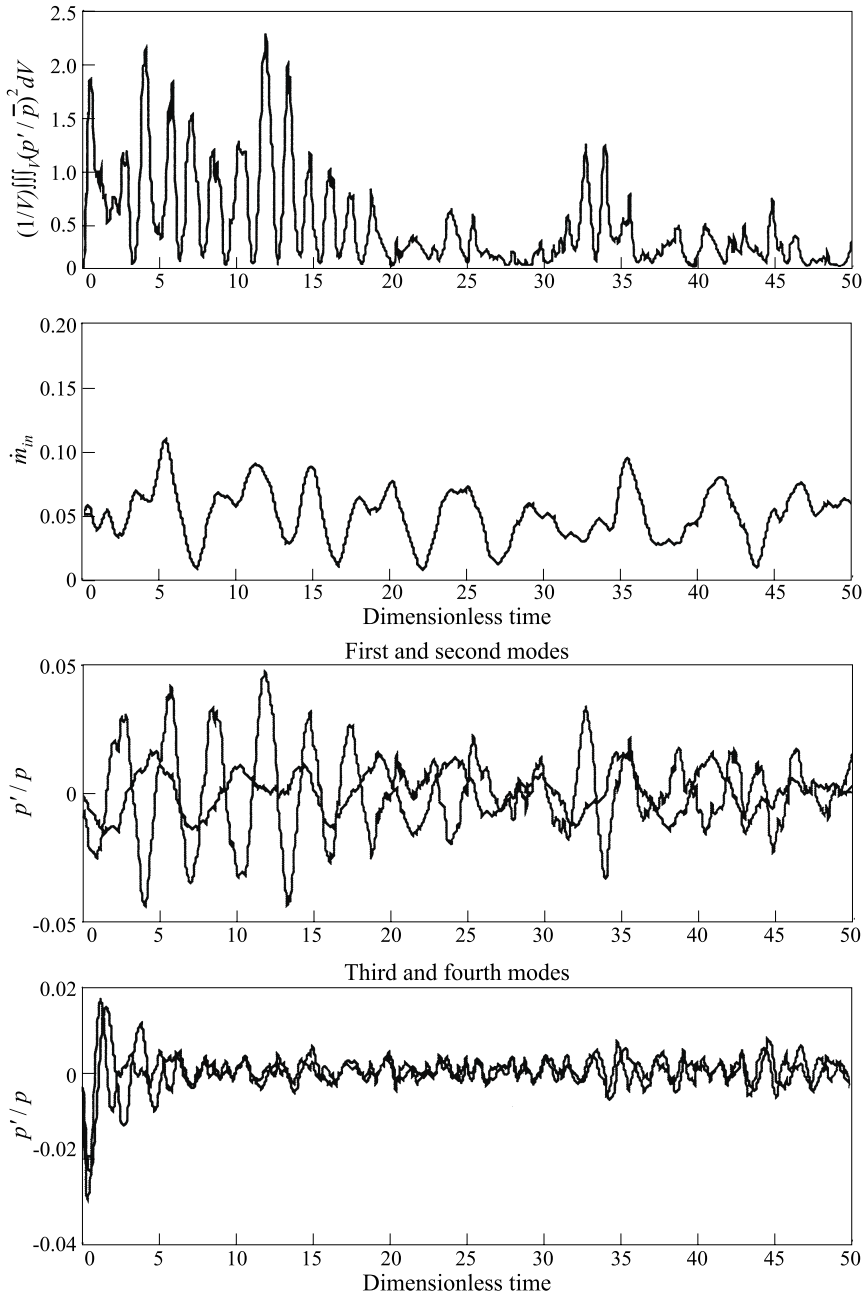 2.5
2.0
1.5
1.0
0.5
0
(1/V)∭V(p′/p̄)²dV
0 5 10 15 20 25 30 35 40 45 50
0.20
0.15
0.10
0.05
0
ṁin
0 5 10 15 20 25 30 35 40 45 50
Dimensionless time
First and second modes
0.05
0
-0.05
p′/p
0 5 10 15 20 25 30 35 40 45 50
Third and fourth modes
0.02
0
-0.02
-0.04
p′/p
0 5 10 15 20 25 30 35 40 45 50
Dimensionless time